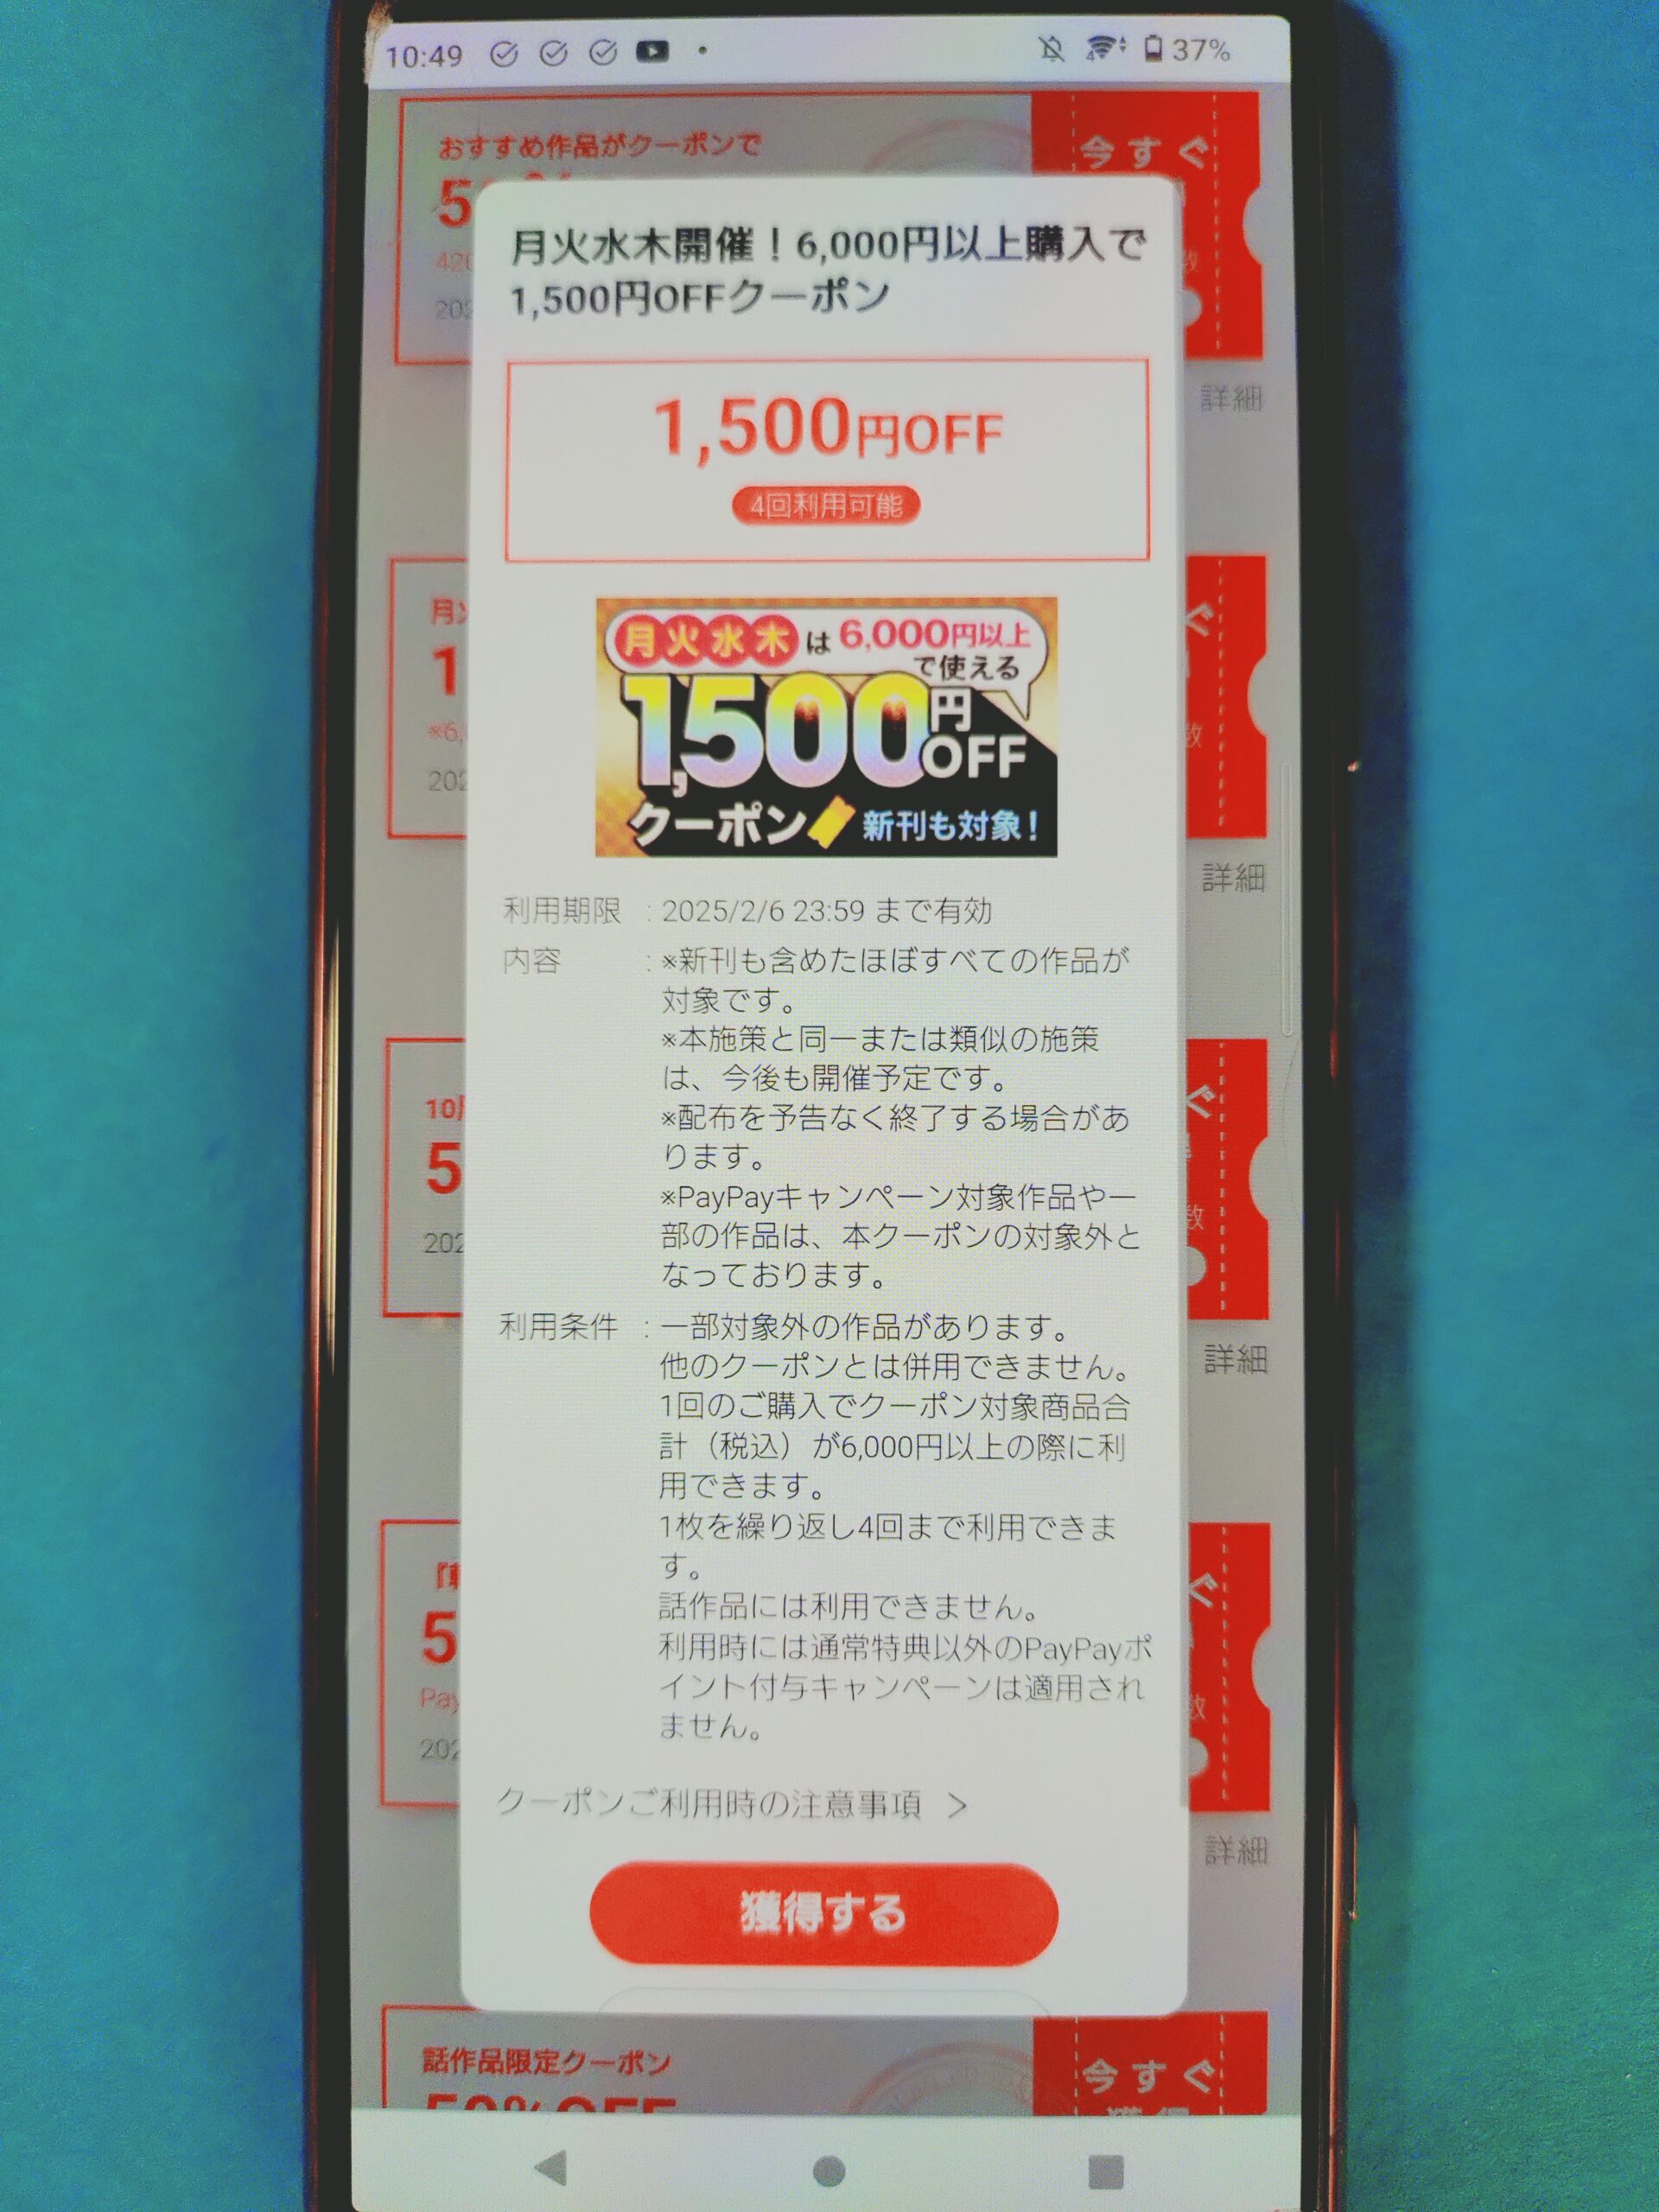 10:49
37%
おすすめ作品がクーポンで
今すぐ
月火水木開催！6,000円以上購入で
1,500円OFFクーポン
1,500円OFF
4回利用可能
詳細
月火水木は6,000円以上
で使える
1,500円OFF
クーポン 新刊も対象！
詳細
利用期限 : 2025/2/6 23:59 まで有効
内容 : ※新刊も含めたほぼすべての作品が
対象です。
※本施策と同一または類似の施策
は、今後も開催予定です。
※配布を予告なく終了する場合があ
ります。
※PayPayキャンペーン対象作品や一
部の作品は、本クーポンの対象外と
なっております。
利用条件 : 一部対象外の作品があります。
詳細
他のクーポンとは併用できません。
1回のご購入でクーポン対象商品合
計（税込）が6,000円以上の際に利
用できます。
1枚を繰り返し4回まで利用できま
す。
話作品には利用できません。
利用時には通常特典以外のPayPayポ
イント付与キャンペーンは適用され
ません。
クーポンご利用時の注意事項 >
詳細
獲得する
話作品限定クーポン
50%OFF
今すぐ